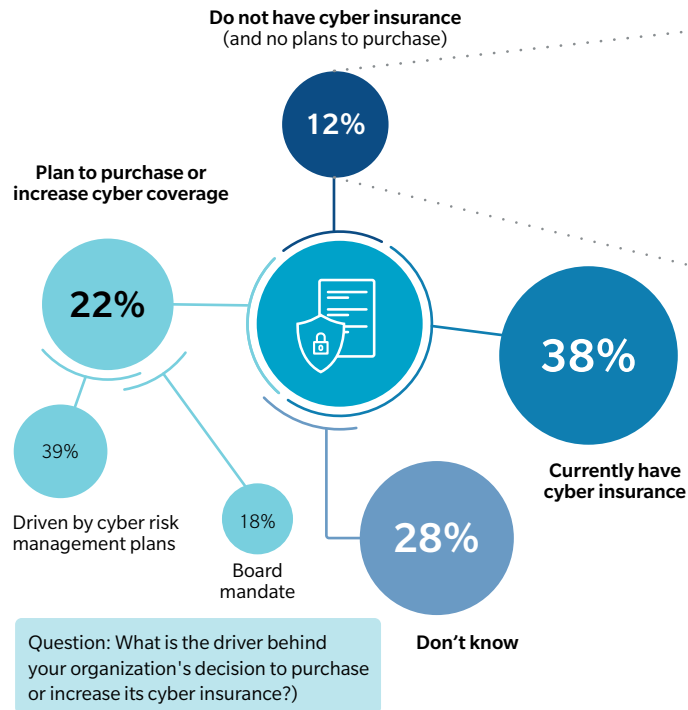 Do not have cyber insurance
(and no plans to purchase)
12%
Plan to purchase or
increase cyber coverage
22%
38%
Currently have
cyber insurance
39%
Driven by cyber risk
management plans
18%
Board
mandate
28%
Don’t know
Question: What is the driver behind
your organization's decision to purchase
or increase its cyber insurance?)